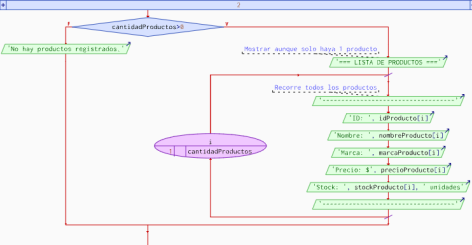 2
cantidadProductos>0
F
V
'No hay productos registrados.'
Mostrar aunque solo haya 1 producto
'=== LISTA DE PRODUCTOS ==='
Recorre todos los productos
'----------------------------------'
'ID: ', idProducto[i]
'Nombre: ', nombreProducto[i]
'Marca: ', marcaProducto[i]
i
cantidadProductos
'Precio: $', precioProducto[i]
'Stock: ', stockProducto[i], ' unidades'
'----------------------------------'